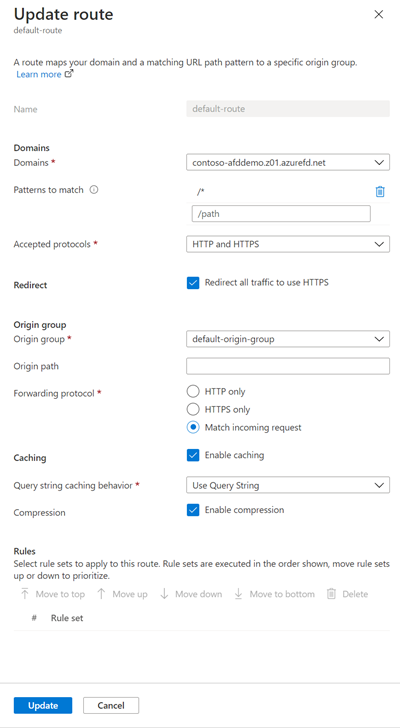 Update route
default-route
A route maps your domain and a matching URL path pattern to a specific origin group.
Learn more
Name
default-route
Domains
Domains *
contoso-afddemo.z01.azurefd.net
Patterns to match
/*
/path
Accepted protocols *
HTTP and HTTPS
Redirect
Redirect all traffic to use HTTPS
Origin group
Origin group *
default-origin-group
Origin path
Forwarding protocol *
HTTP only
HTTPS only
Match incoming request
Caching
Enable caching
Query string caching behavior *
Use Query String
Compression
Enable compression
Rules
Select rule sets to apply to this route. Rule sets are executed in the order shown, move rule sets
up or down to prioritize.
Move to top
Move up
Move down
Move to bottom
Delete
# Rule set
Update
Cancel